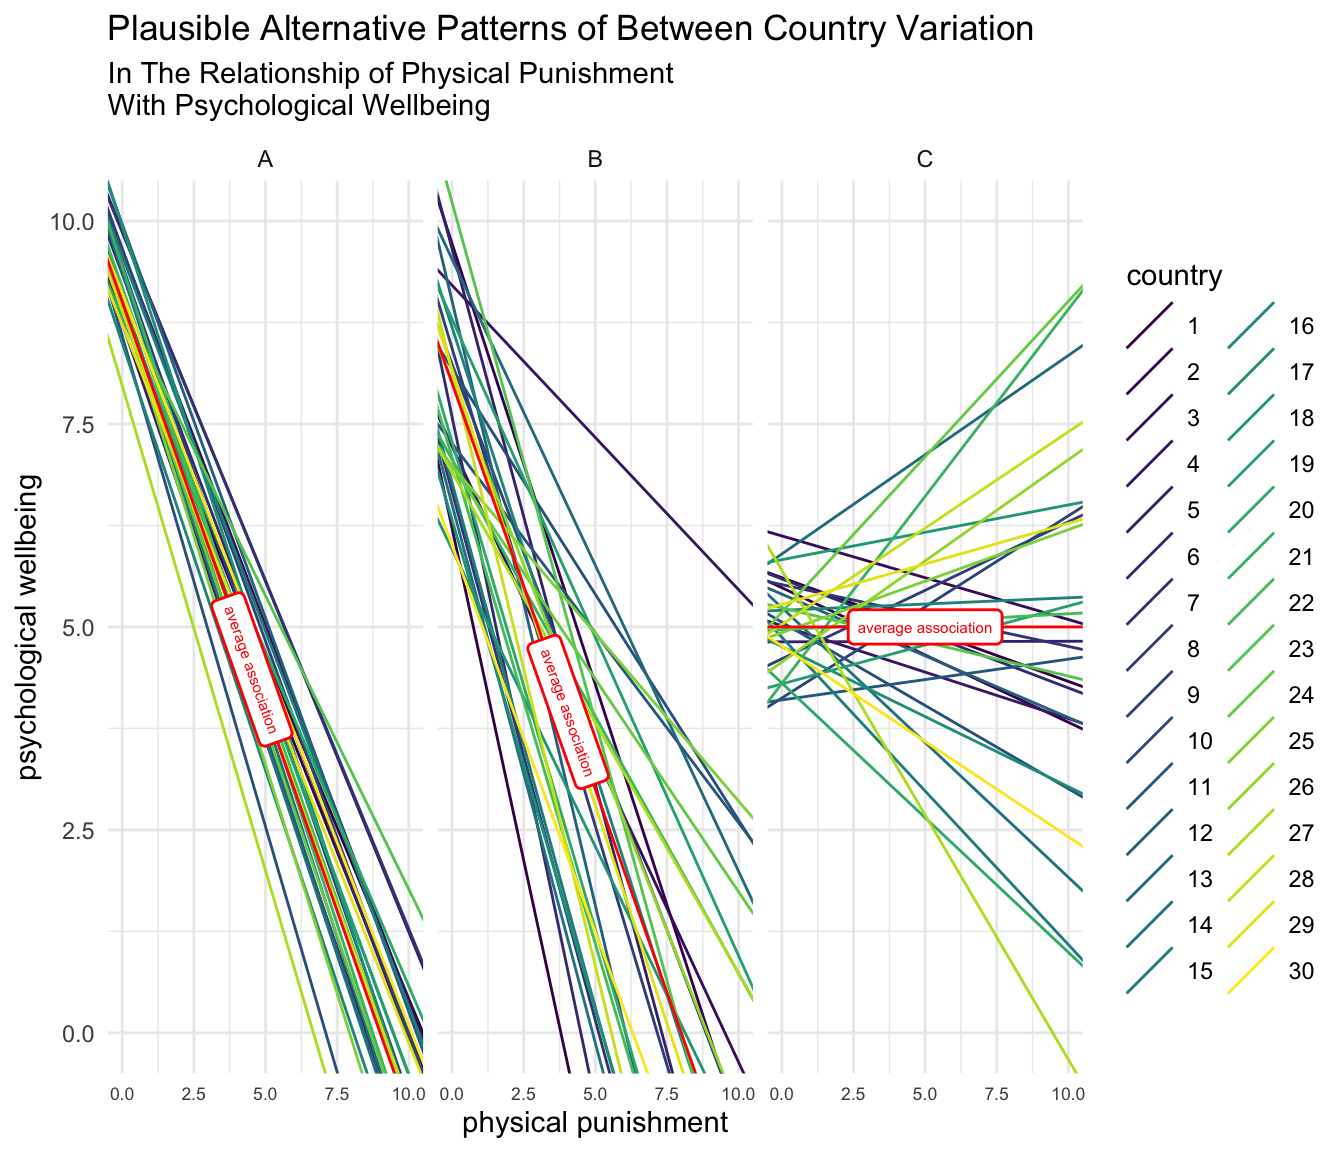 Plausible Alternative Patterns of Between Country Variation
In The Relationship of Physical Punishment
With Psychological Wellbeing
A
B
C
psychological wellbeing
10.0
7.5
5.0
2.5
0.0
average association
average association
average association
0.0 2.5 5.0 7.5 10.0
0.0 2.5 5.0 7.5 10.0
0.0 2.5 5.0 7.5 10.0
physical punishment
country
1 16
2 17
3 18
4 19
5 20
6 21
7 22
8 23
9 24
10 25
11 26
12 27
13 28
14 29
15 30